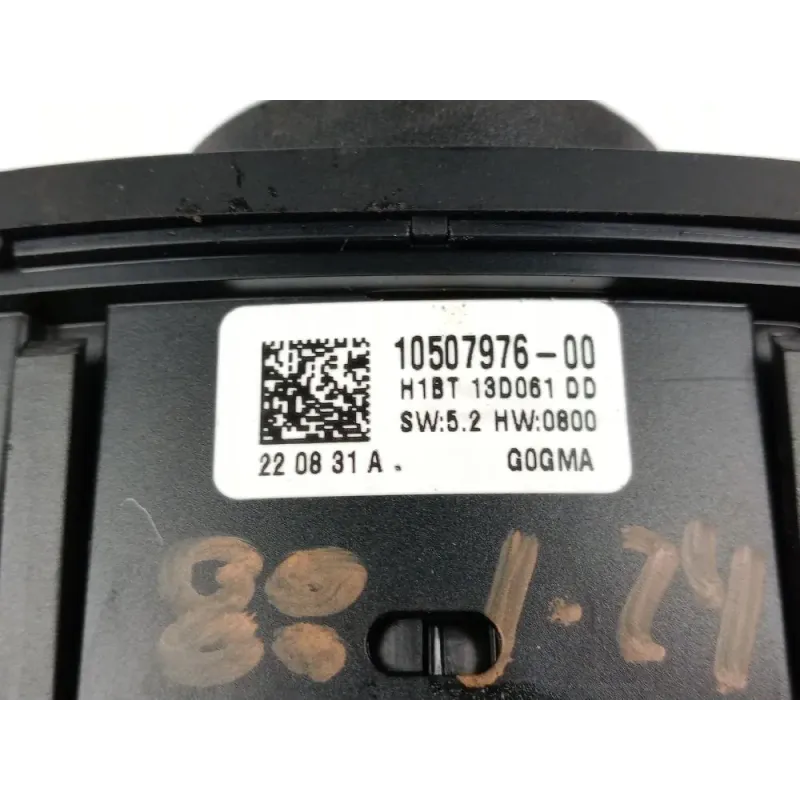 10507976-00
H1BT 13D061 DD
SW:5.2 HW:0800
22 08 31 A . G0GMA